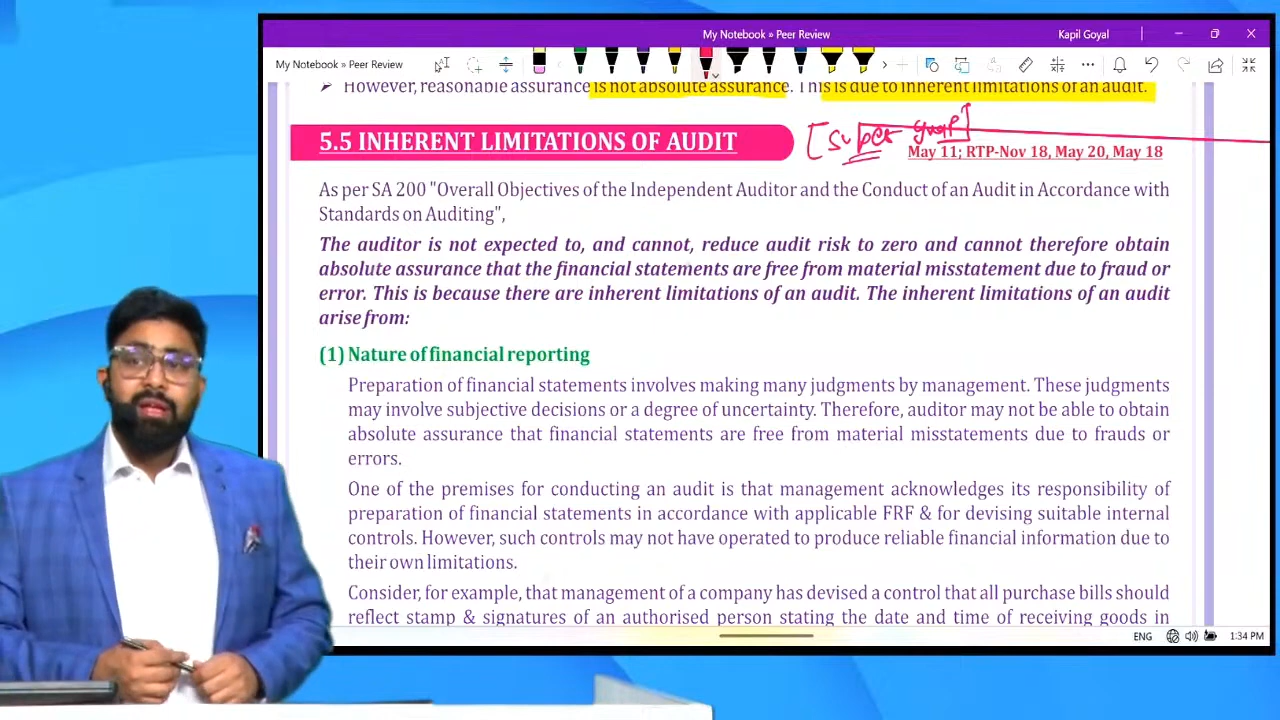 My Notebook » Peer Review
Kapil Goyal
My Notebook » Peer Review
➤ However, reasonable assurance is not absolute assurance. This is due to inherent limitations of an audit.
5.5 INHERENT LIMITATIONS OF AUDIT
[Super
May 11; RTP-Nov 18, May 20, May 18
As per SA 200 "Overall Objectives of the Independent Auditor and the Conduct of an Audit in Accordance with
Standards on Auditing",
The auditor is not expected to, and cannot, reduce audit risk to zero and cannot therefore obtain
absolute assurance that the financial statements are free from material misstatement due to fraud or
error. This is because there are inherent limitations of an audit. The inherent limitations of an audit
arise from:
(1) Nature of financial reporting
Preparation of financial statements involves making many judgments by management. These judgments
may involve subjective decisions or a degree of uncertainty. Therefore, auditor may not be able to obtain
absolute assurance that financial statements are free from material misstatements due to frauds or
errors.
One of the premises for conducting an audit is that management acknowledges its responsibility of
preparation of financial statements in accordance with applicable FRF & for devising suitable internal
controls. However, such controls may not have operated to produce reliable financial information due to
their own limitations.
Consider, for example, that management of a company has devised a control that all purchase bills should
reflect stamp & signatures of an authorised person stating the date and time of receiving goods in
ENG
1:34 PM